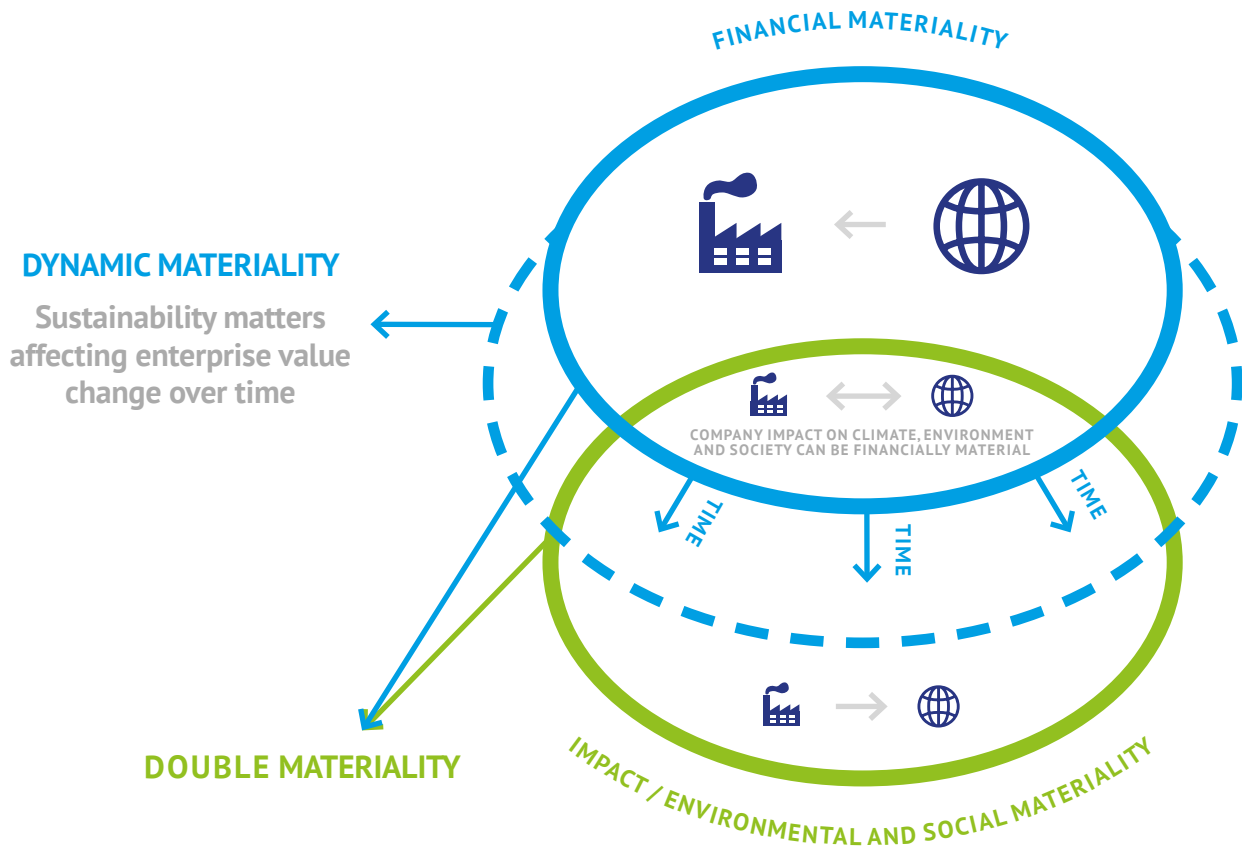 FINANCIAL MATERIALITY
DYNAMIC MATERIALITY
Sustainability matters
affecting enterprise value
change over time
COMPANY IMPACT ON CLIMATE, ENVIRONMENT
AND SOCIETY CAN BE FINANCIALLY MATERIAL
TIME
TIME
TIME
DOUBLE MATERIALITY
IMPACT / ENVIRONMENTAL AND SOCIAL MATERIALITY